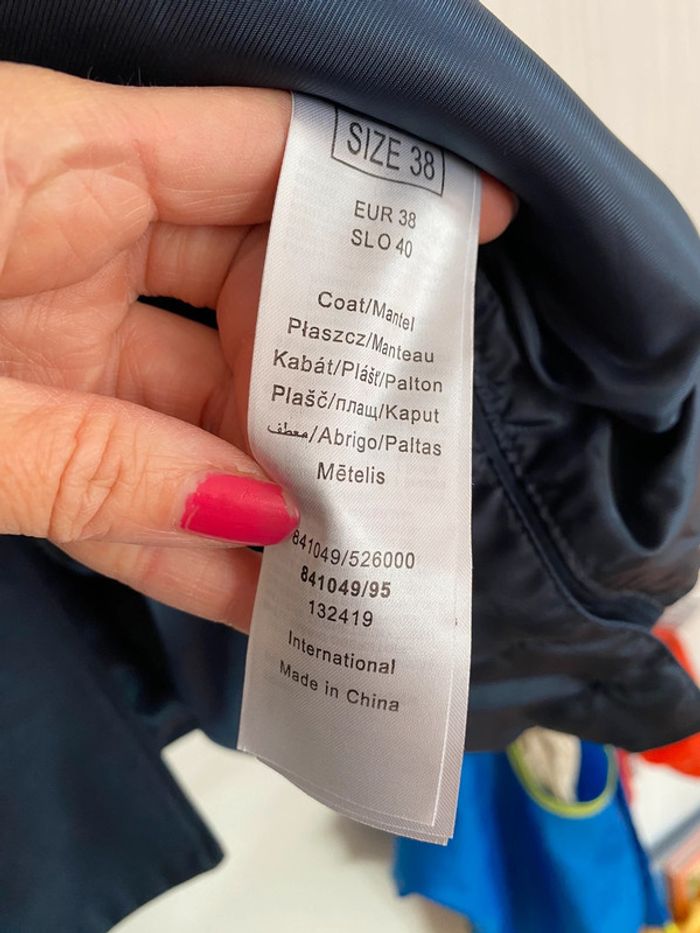 SIZE 38
EUR 38
SLO 40
Coat/Mantel
Płaszcz/Manteau
Kabát/Plášť/Palton
Plašč/плащ/Kaput
معطف/Abrigo/Paltas
Mētelis
841049/526000
841049/95
132419
International
Made in China